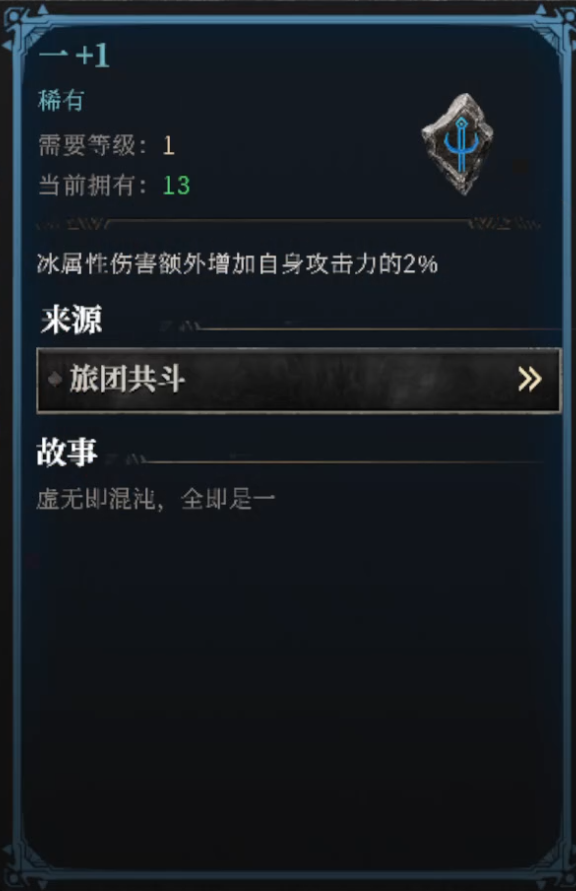 一 +1
稀有
需要等级：1
当前拥有：13
冰属性伤害额外增加自身攻击力的2%
来源
旅团共斗
故事
虚无即混沌，全即是一